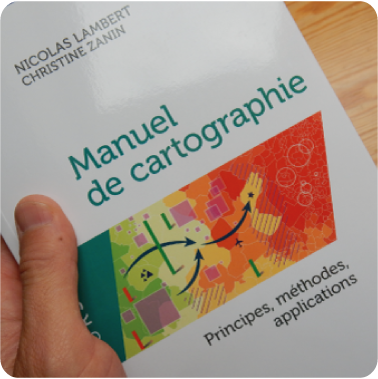 NICOLAS LAMBERT
CHRISTINE ZANIN
Manuel
de cartographie
Principes, méthodes,
applications